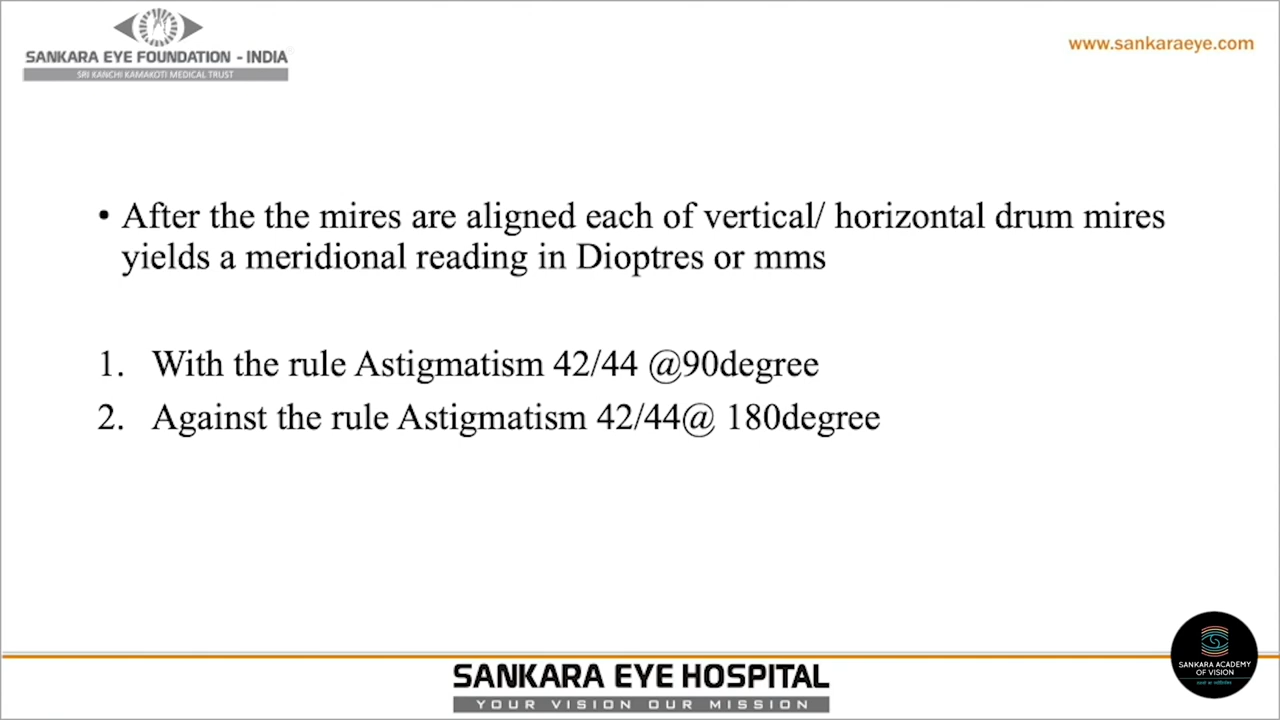 SANKARA EYE FOUNDATION - INDIA
SRI KANCHI KAMAKOTI MEDICAL TRUST
www.sankaraeye.com
• After the the mires are aligned each of vertical/ horizontal drum mires
yields a meridional reading in Dioptres or mms
1. With the rule Astigmatism 42/44 @90degree
2. Against the rule Astigmatism 42/44@ 180degree
SANKARA EYE HOSPITAL
YOUR VISION OUR MISSION
SANKARA ACADEMY
OF VISION